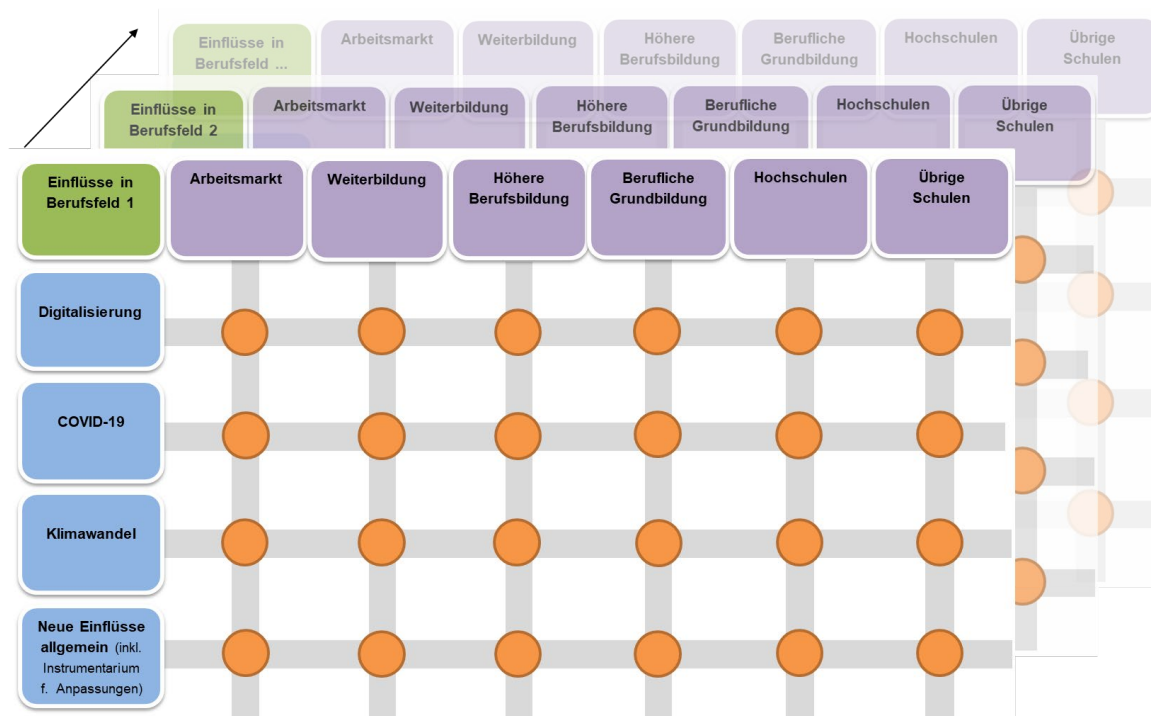 Einflüsse in
Berufsfeld ...
Arbeitsmarkt
Weiterbildung
Höhere
Berufsbildung
Berufliche
Grundbildung
Hochschulen
Übrige
Schulen
Einflüsse in
Berufsfeld 2
Arbeitsmarkt
Weiterbildung
Höhere
Berufsbildung
Berufliche
Grundbildung
Hochschulen
Übrige
Schulen
Einflüsse in
Berufsfeld 1
Arbeitsmarkt
Weiterbildung
Höhere
Berufsbildung
Berufliche
Grundbildung
Hochschulen
Übrige
Schulen
Digitalisierung
COVID-19
Klimawandel
Neue Einflüsse
allgemein (inkl.
Instrumentarium
f. Anpassungen)